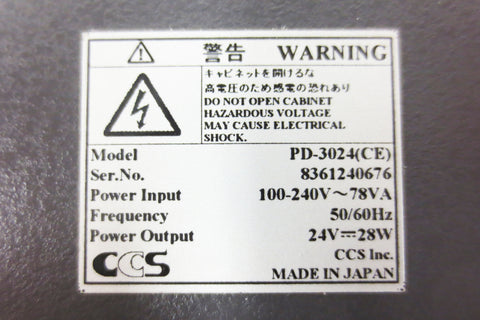 警告 WARNING
キャビネットを開けるな
高電圧のため感電の恐れあり
DO NOT OPEN CABINET
HAZARDOUS VOLTAGE
MAY CAUSE ELECTRICAL
SHOCK.
Model PD-3024(CE)
Ser.No. 8361240676
Power Input 100-240V～78VA
Frequency 50/60Hz
Power Output 24V⎓28W
CCS CCS Inc.
MADE IN JAPAN